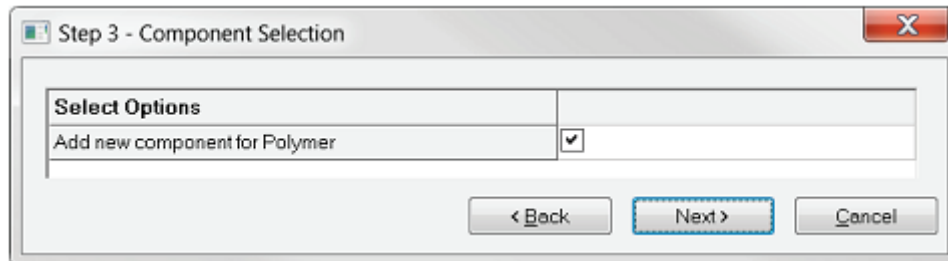 Step 3 - Component Selection
Select Options
Add new component for Polymer
< Back Next > Cancel